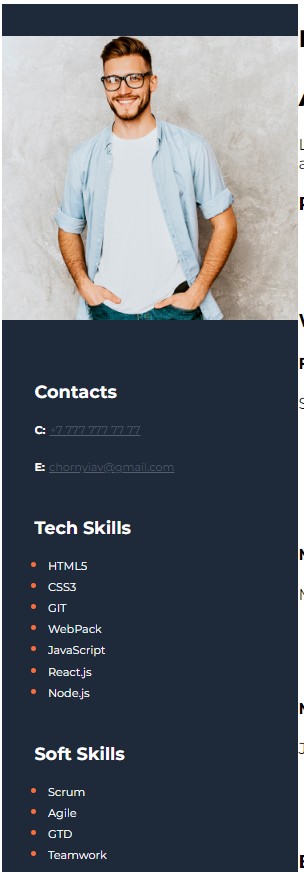 Contacts
C: +7 777 777 77 77
E: chornyiav@gmail.com
Tech Skills
HTML5
CSS3
GIT
WebPack
JavaScript
React.js
Node.js
Soft Skills
Scrum
Agile
GTD
Teamwork